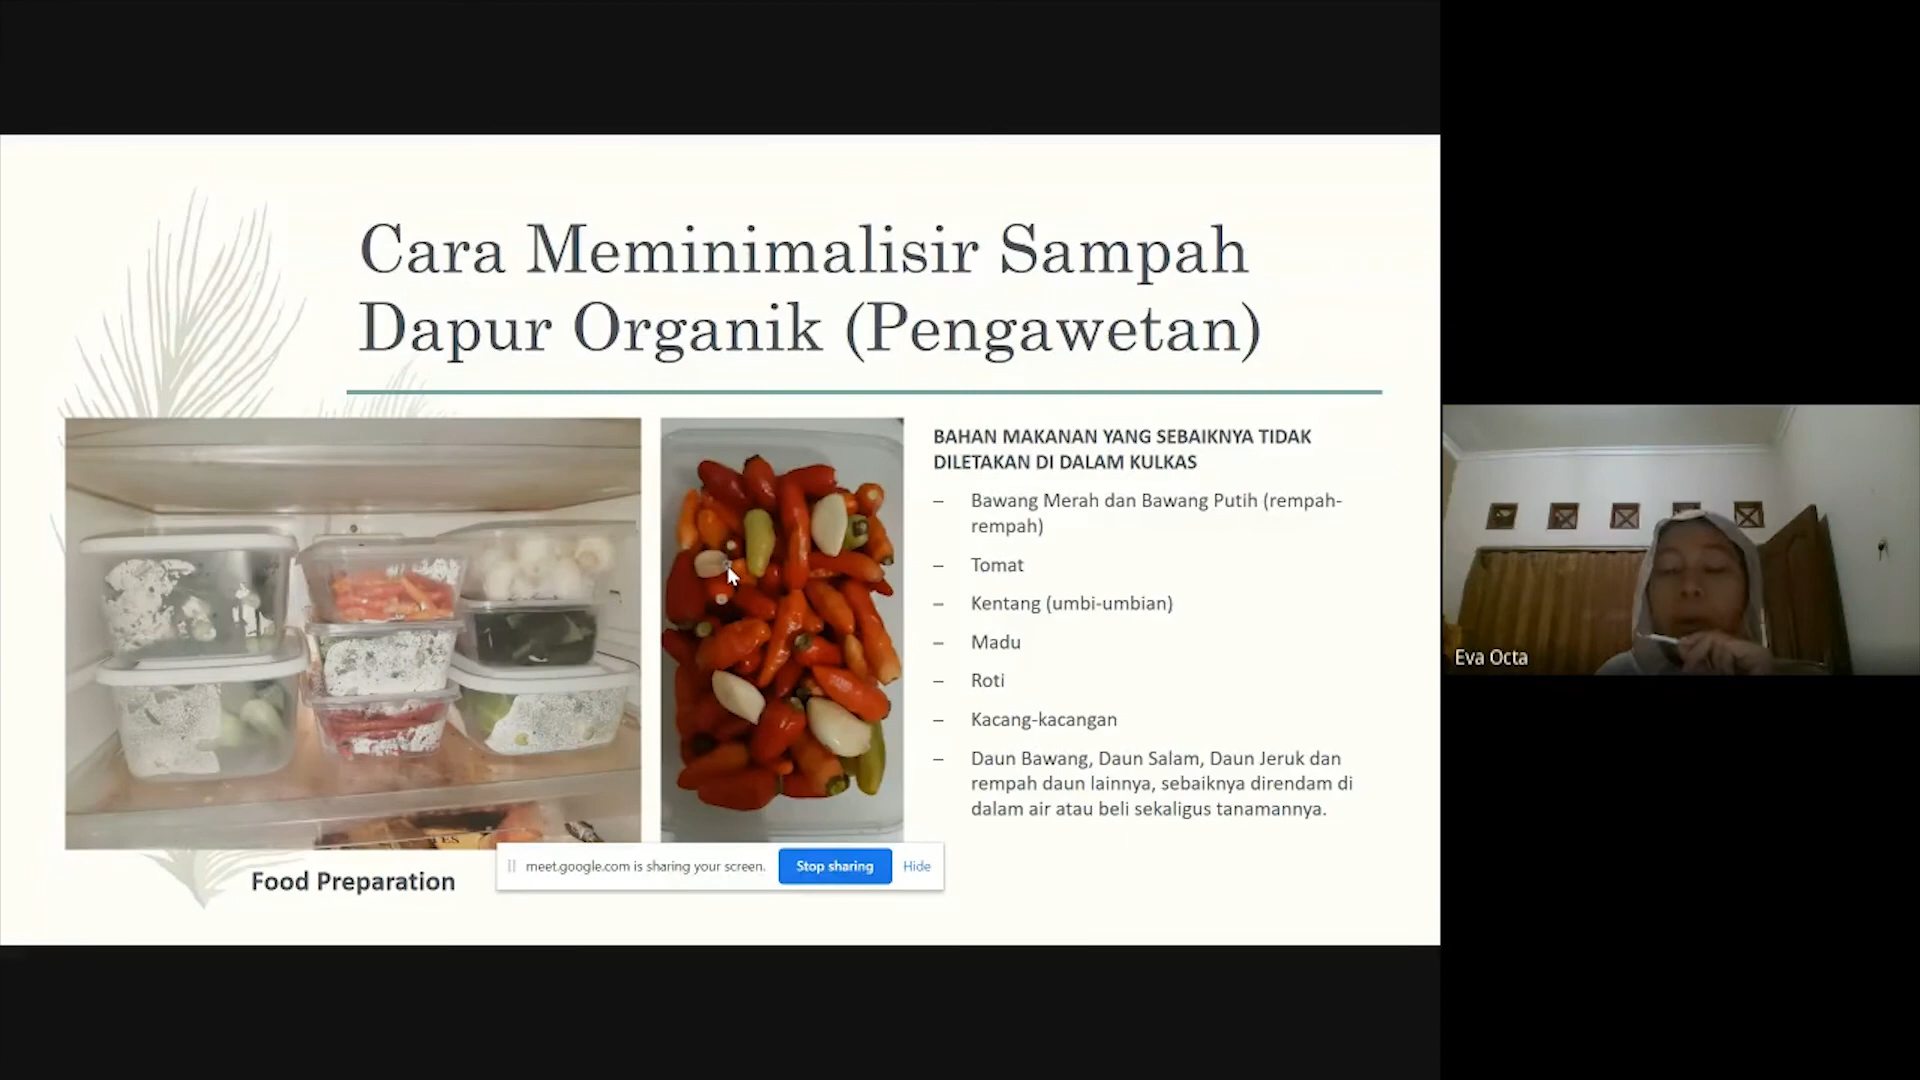 Cara Meminimalisir Sampah
Dapur Organik (Pengawetan)
BAHAN MAKANAN YANG SEBAIKNYA TIDAK
DILETAKAN DI DALAM KULKAS
– Bawang Merah dan Bawang Putih (rempah-
rempah)
– Tomat
– Kentang (umbi-umbian)
– Madu
– Roti
– Kacang-kacangan
– Daun Bawang, Daun Salam, Daun Jeruk dan
rempah daun lainnya, sebaiknya direndam di
dalam air atau beli sekaligus tanamannya.
Food Preparation
meet.google.com is sharing your screen. Stop sharing Hide
Eva Octa